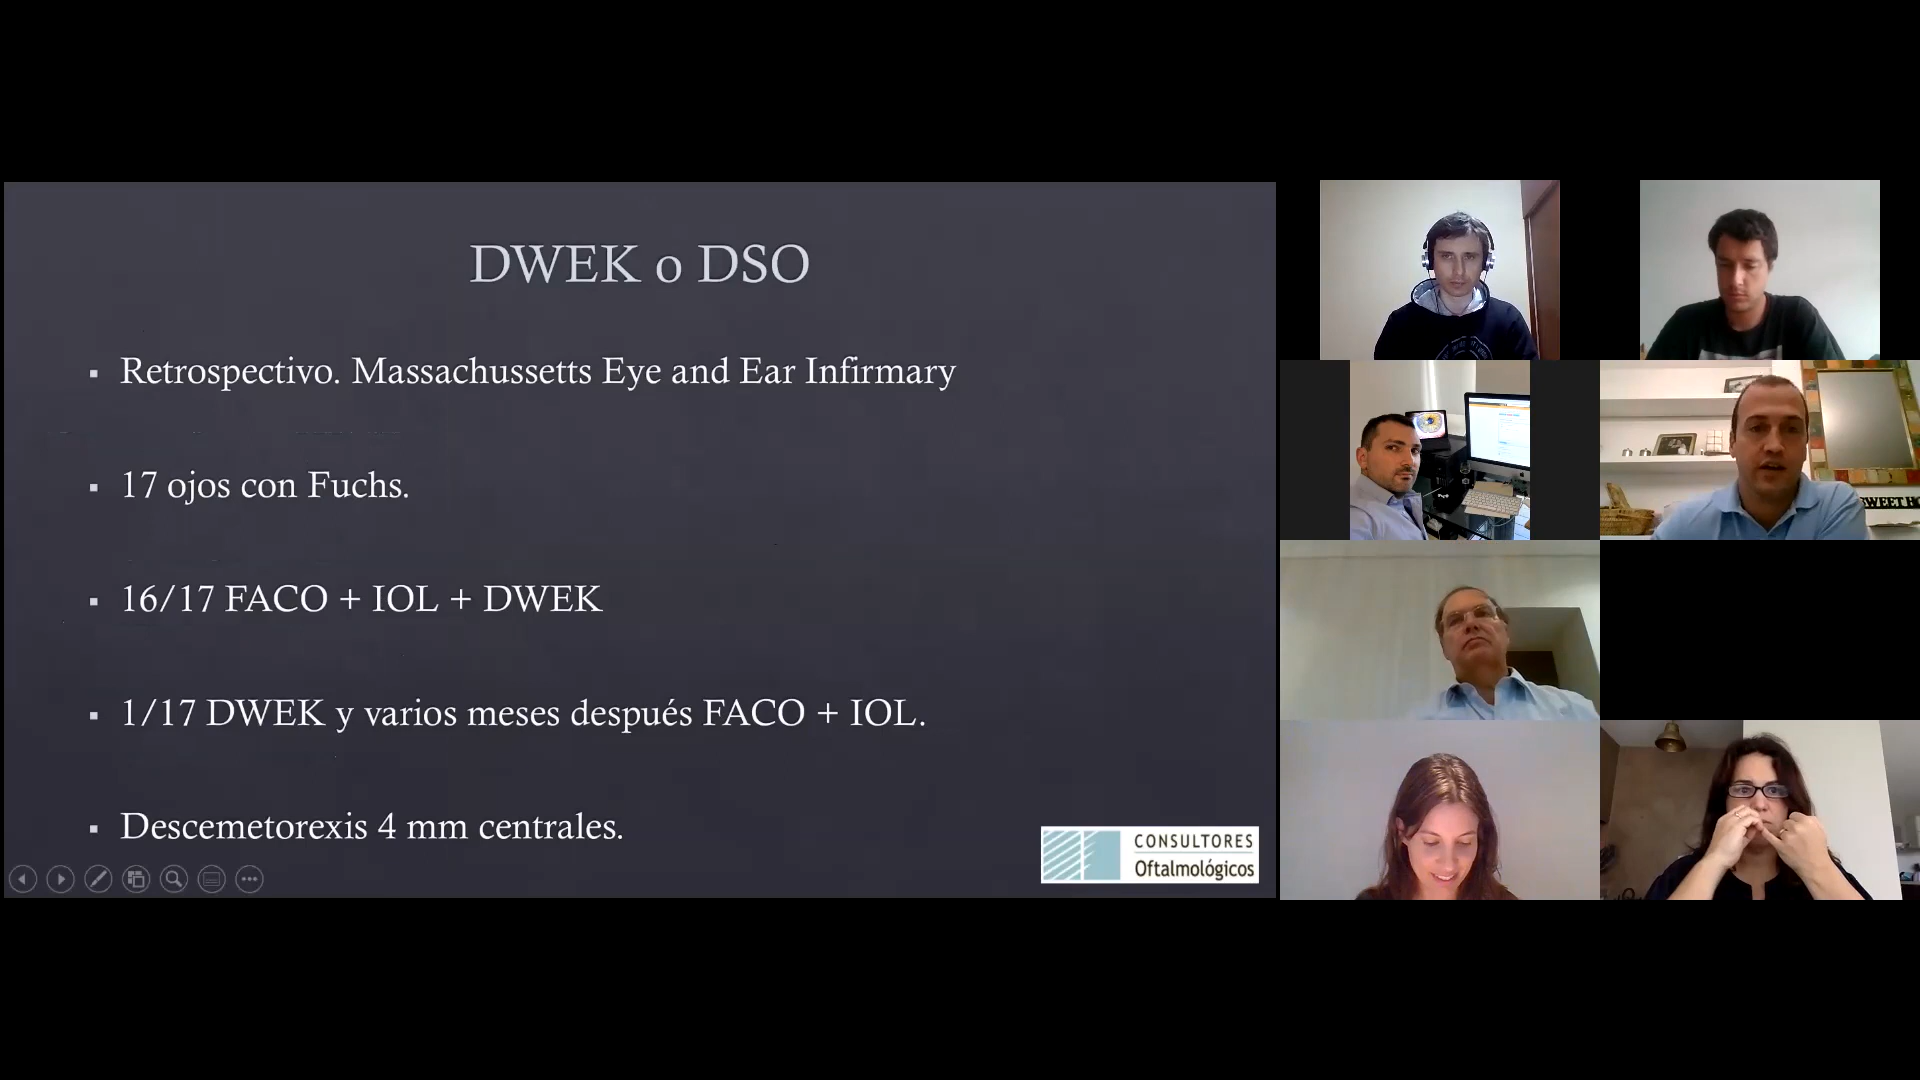 DWEK o DSO
Retrospectivo. Massachussetts Eye and Ear Infirmary
17 ojos con Fuchs.
16/17 FACO + IOL + DWEK
1/17 DWEK y varios meses después FACO + IOL.
Descemetorexis 4 mm centrales.
CONSULTORES
Oftalmológicos
SWEET